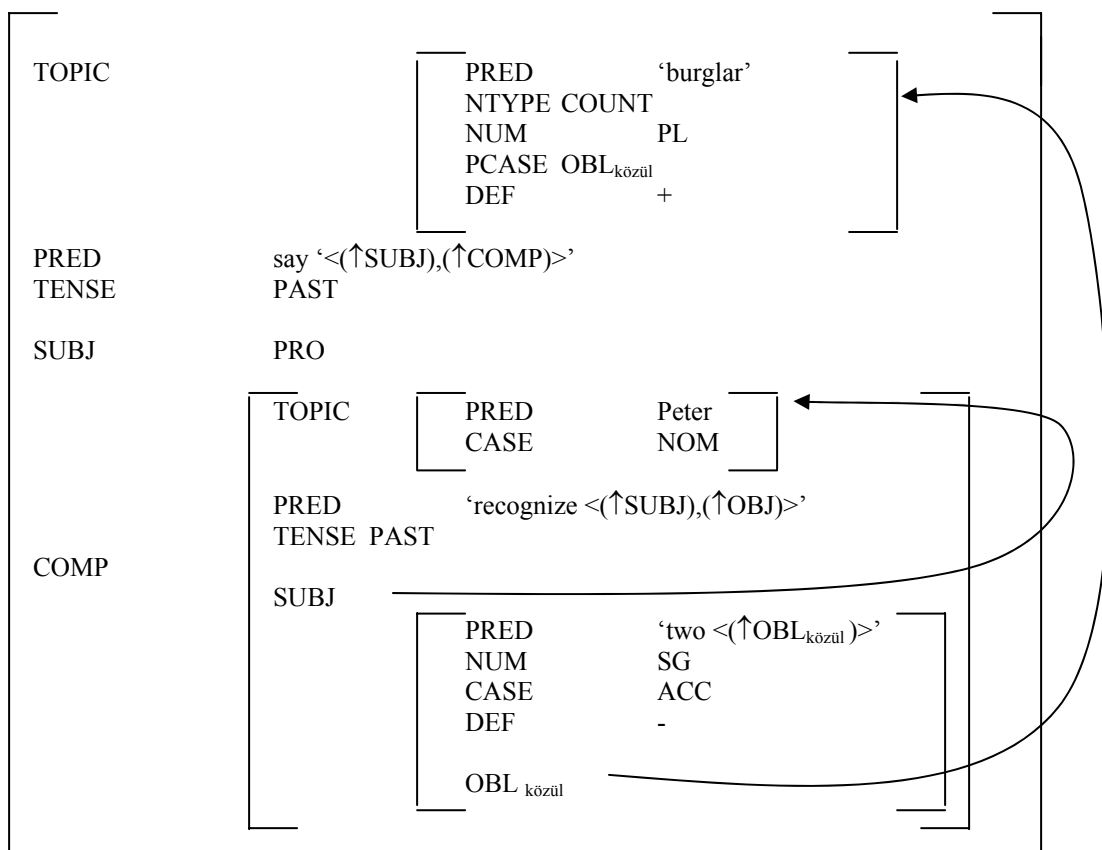 TOPIC PRED ‘burglar’
NTYPE COUNT
NUM PL
PCASE OBLközül
DEF +
PRED say ‘<(↑SUBJ),(↑COMP)>’
TENSE PAST
SUBJ PRO
TOPIC PRED Peter
CASE NOM
PRED ‘recognize <(↑SUBJ),(↑OBJ)>’
TENSE PAST
COMP
SUBJ
PRED ‘two <(↑OBLközül)>’
NUM SG
CASE ACC
DEF -
OBL közül